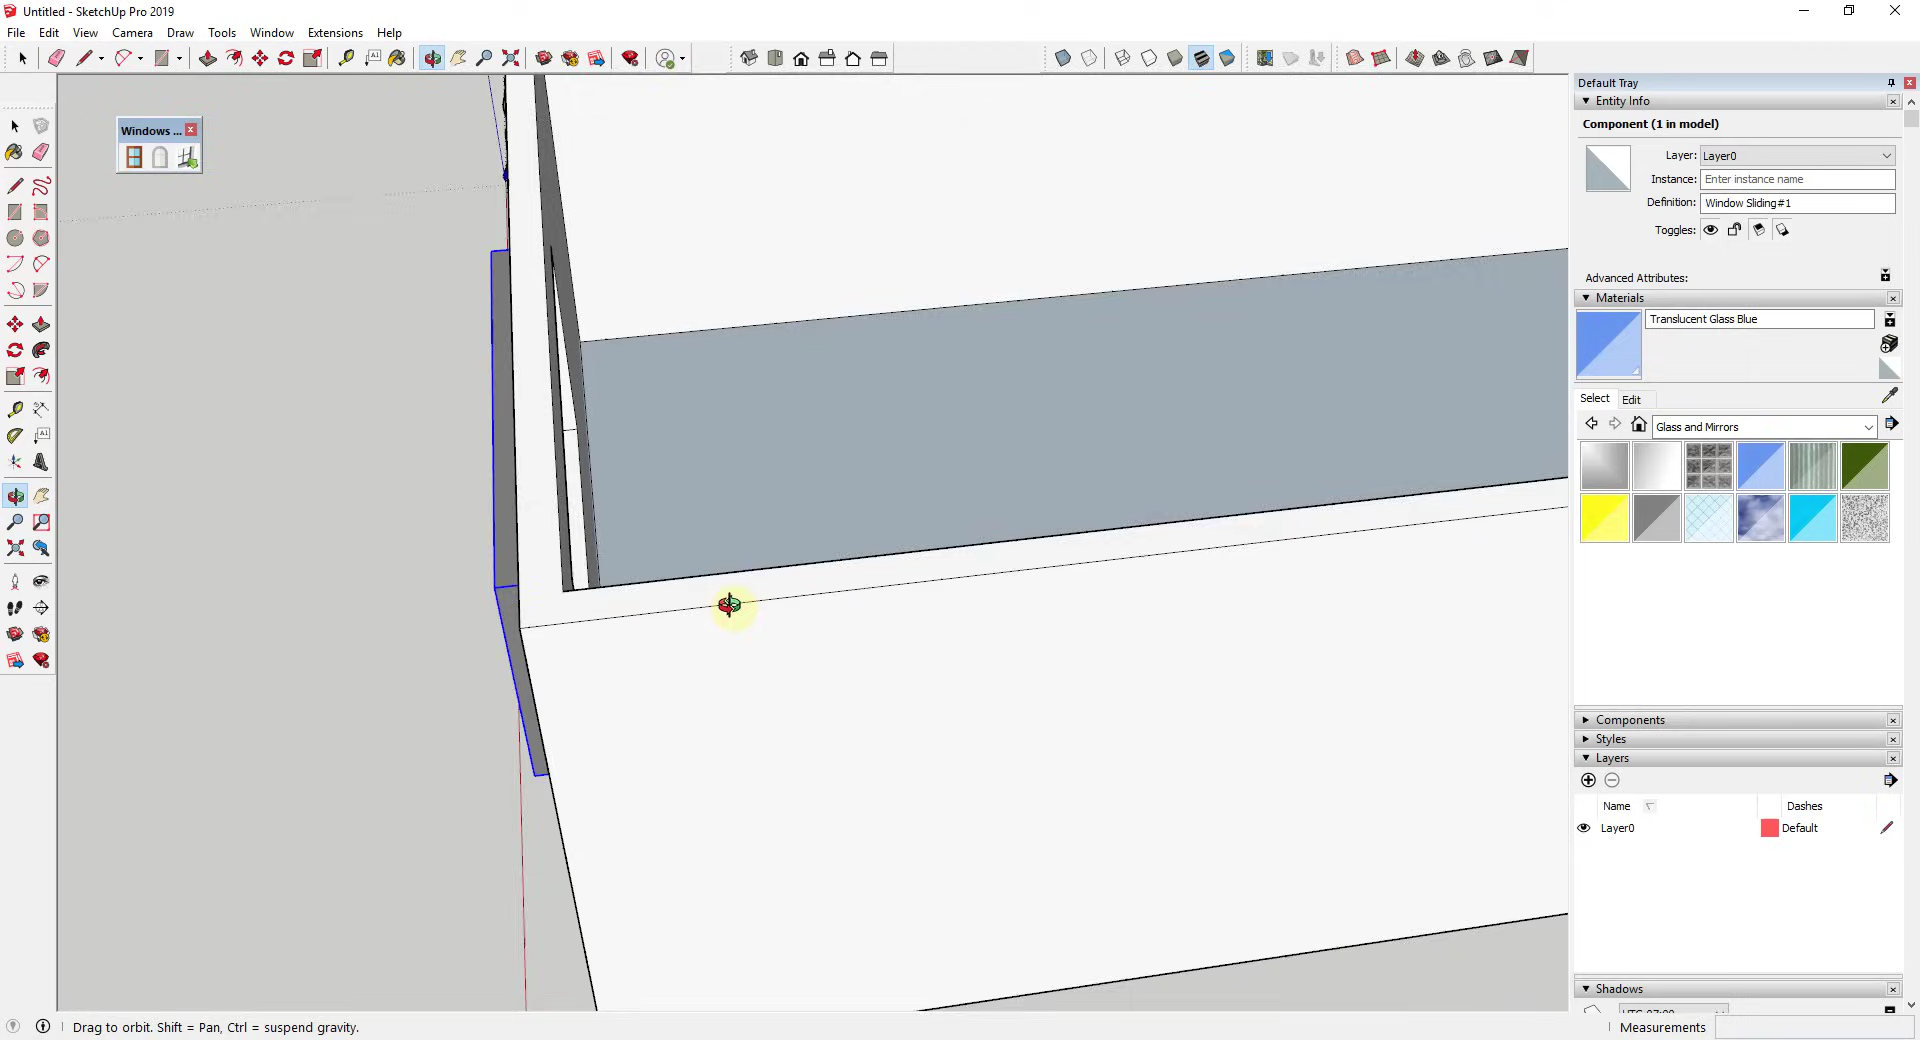 Untitled - SketchUp Pro 2019
File Edit View Camera Draw Tools Window Extensions Help
Default Tray
Entity Info
Windows ...
Component (1 in model)
Layer: Layer0
Instance: Enter instance name
Definition: Window Sliding#1
Toggles:
Advanced Attributes:
Materials
Translucent Glass Blue
Select Edit
Glass and Mirrors
Components
Styles
Layers
Name Dashes
Layer0 Default
Shadows
Drag to orbit. Shift = Pan, Ctrl = suspend gravity.
Measurements